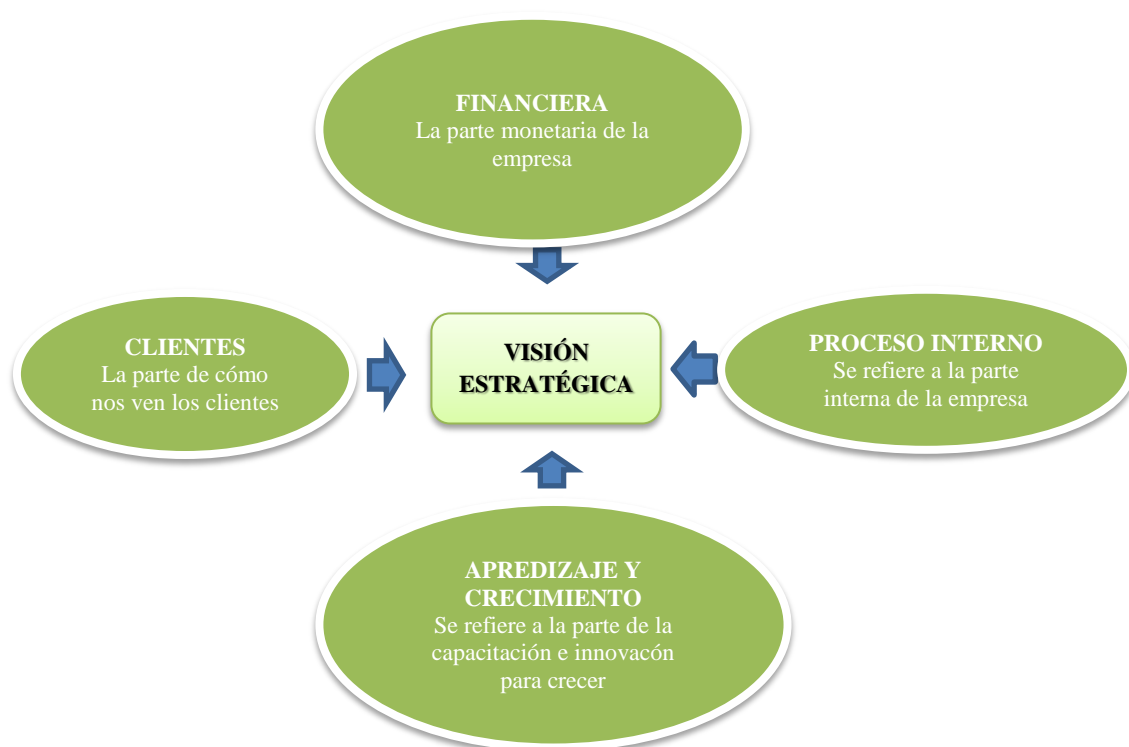 FINANCIERA
La parte monetaria de la
empresa
CLIENTES
La parte de cómo
nos ven los clientes
VISIÓN
ESTRATÉGICA
PROCESO INTERNO
Se refiere a la parte
interna de la empresa
APREDIZAJE Y
CRECIMIENTO
Se refiere a la parte de la
capacitación e innovacón
para crecer